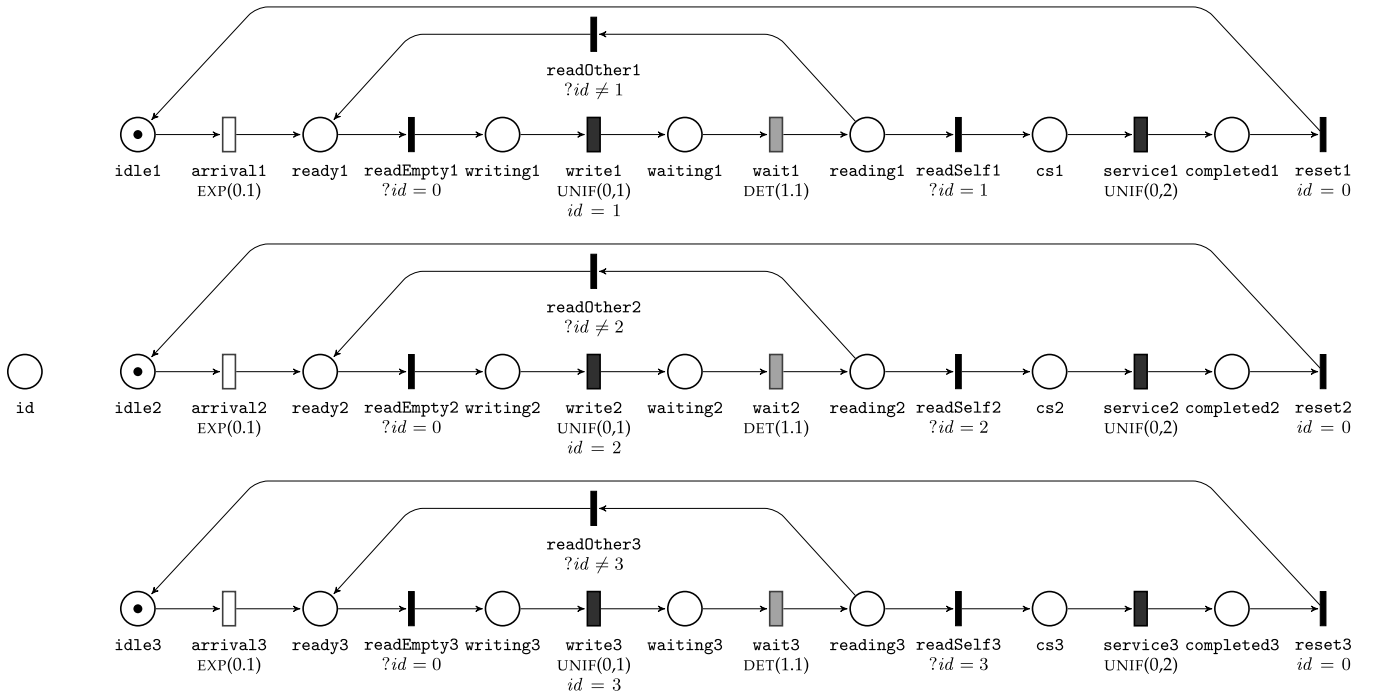 readOther1
?id ≠ 1
idle1 arrival1 ready1 readEmpty1 writing1 write1 waiting1 wait1 reading1 readSelf1 cs1 service1 completed1 reset1
EXP(0.1) ?id = 0 UNIF(0,1) DET(1.1) ?id = 1 UNIF(0,2) id = 0
id = 1
readOther2
?id ≠ 2
id idle2 arrival2 ready2 readEmpty2 writing2 write2 waiting2 wait2 reading2 readSelf2 cs2 service2 completed2 reset2
EXP(0.1) ?id = 0 UNIF(0,1) DET(1.1) ?id = 2 UNIF(0,2) id = 0
id = 2
readOther3
?id ≠ 3
idle3 arrival3 ready3 readEmpty3 writing3 write3 waiting3 wait3 reading3 readSelf3 cs3 service3 completed3 reset3
EXP(0.1) ?id = 0 UNIF(0,1) DET(1.1) ?id = 3 UNIF(0,2) id = 0
id = 3